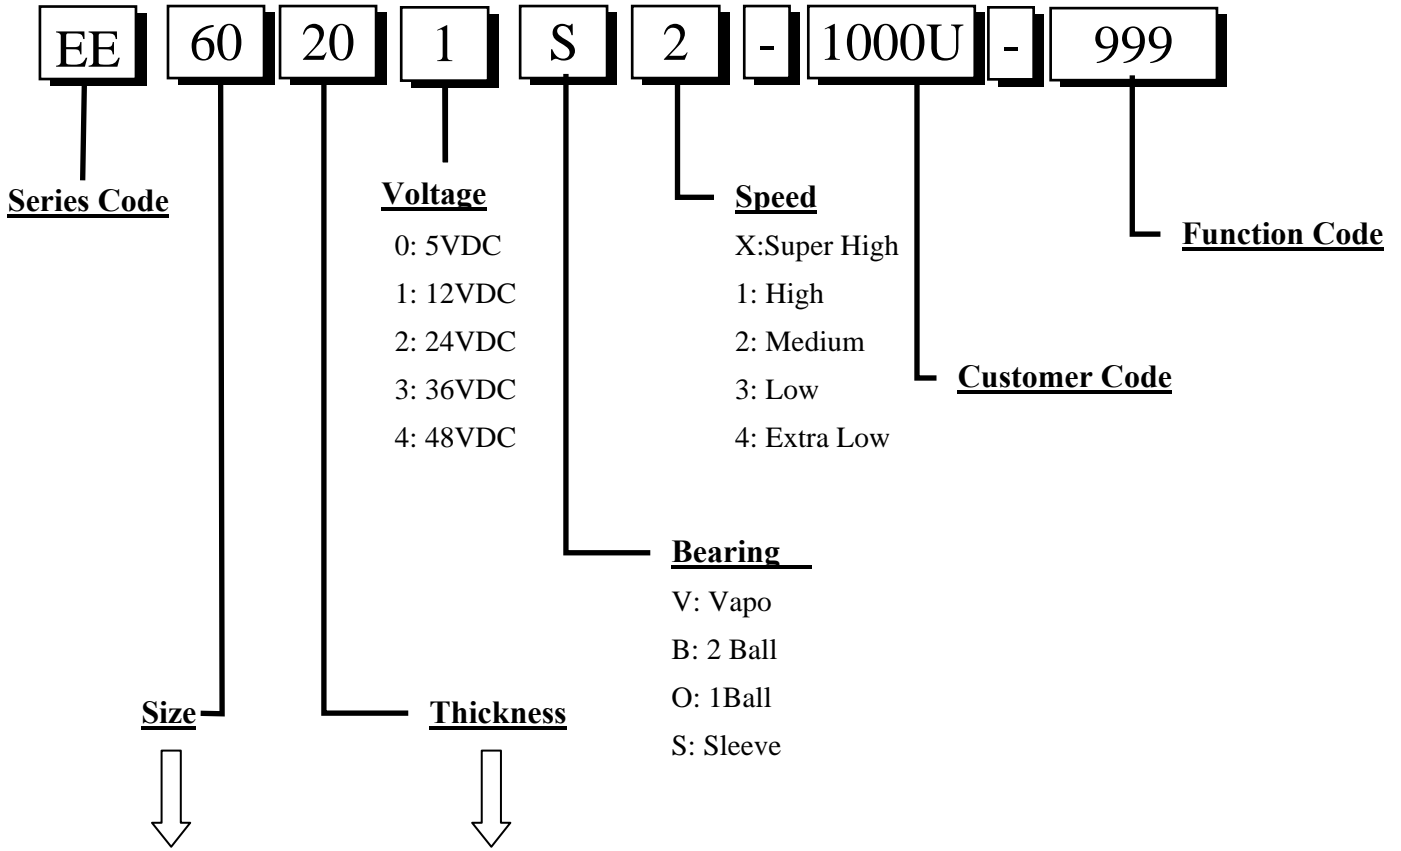 EE 60 20 1 S 2 - 1000U - 999
Series Code
Voltage
0: 5VDC
1: 12VDC
2: 24VDC
3: 36VDC
4: 48VDC
Speed
X:Super High
1: High
2: Medium
3: Low
4: Extra Low
Function Code
Customer Code
Bearing
V: Vapo
B: 2 Ball
O: 1Ball
S: Sleeve
Size
Thickness